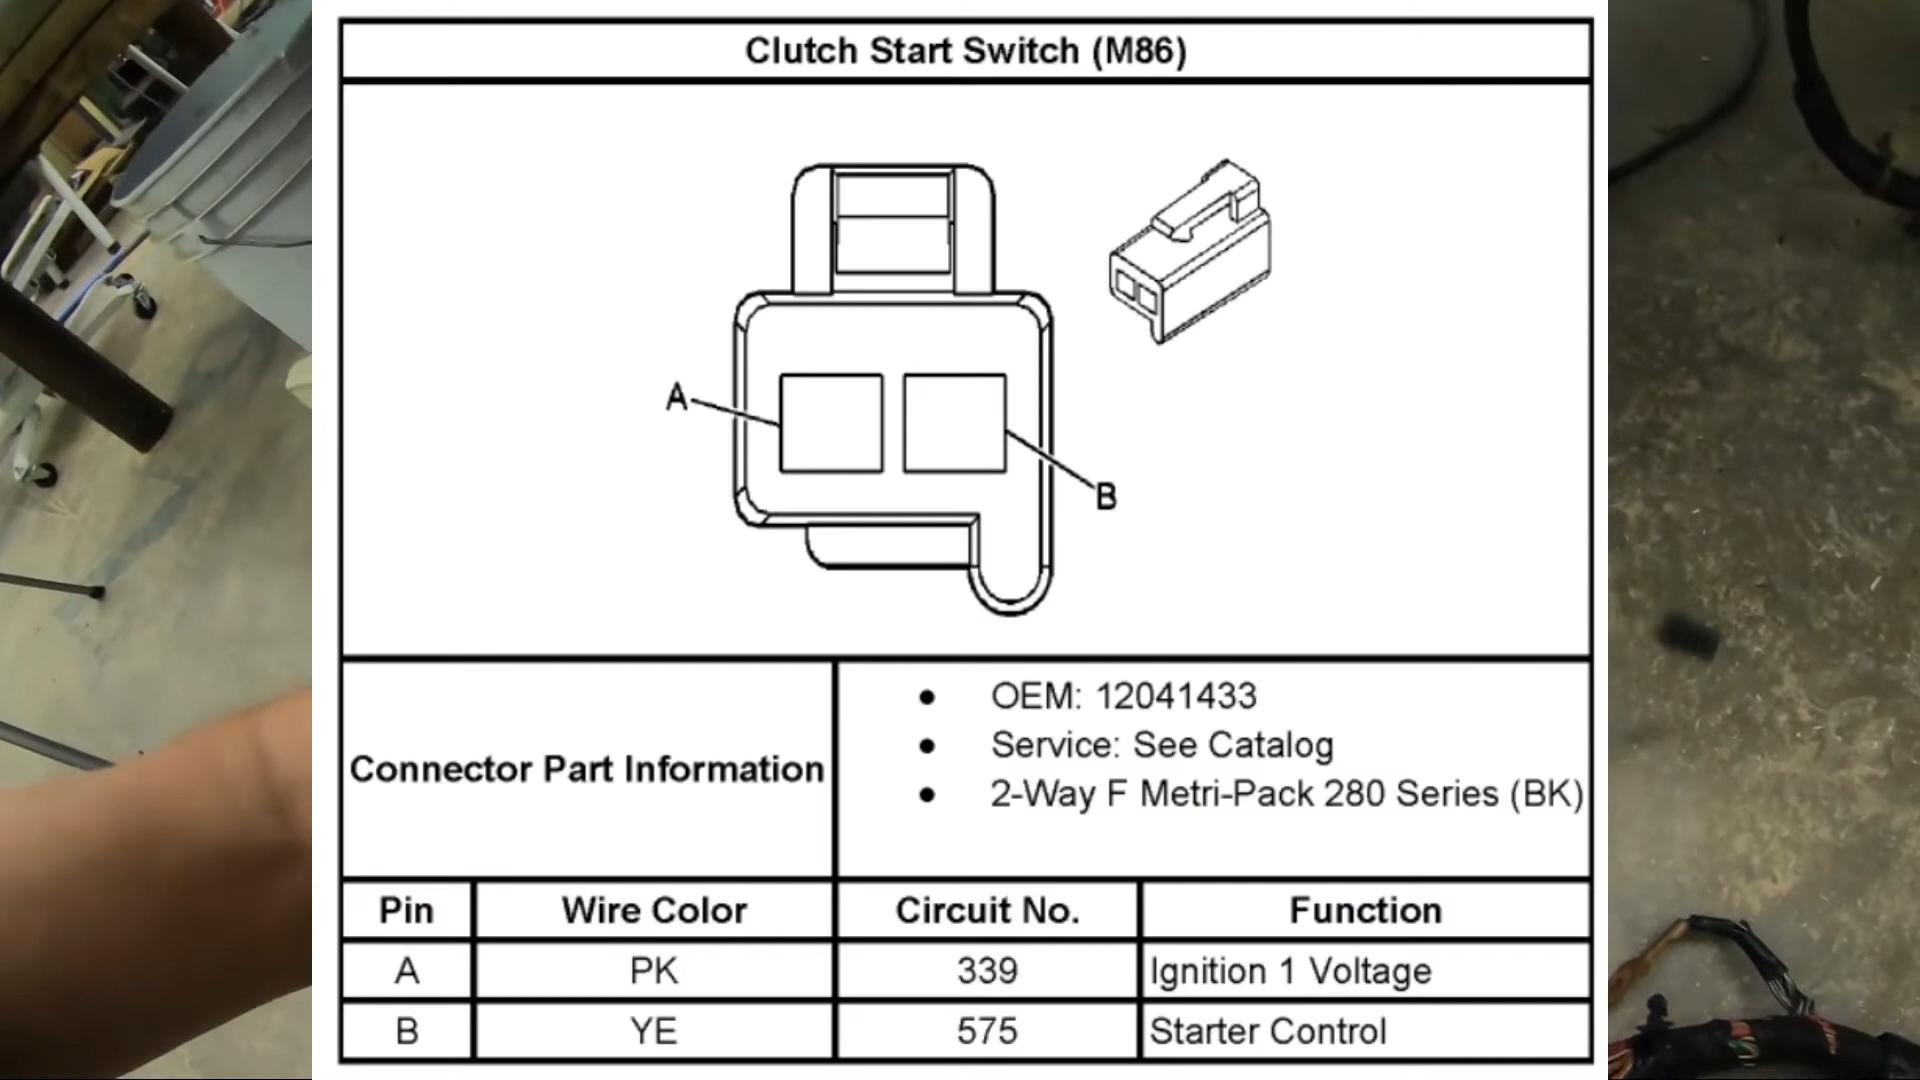 Clutch Start Switch (M86)
A
B
Connector Part Information
• OEM: 12041433
• Service: See Catalog
• 2-Way F Metri-Pack 280 Series (BK)
Pin Wire Color Circuit No. Function
A PK 339 Ignition 1 Voltage
B YE 575 Starter Control